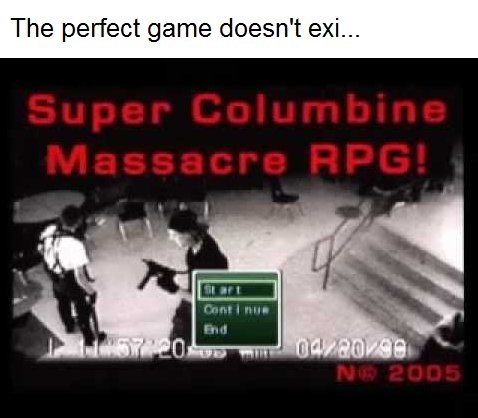 The perfect game doesn't exi...
Super Columbine
Massacre RPG!
Start
Continue
End
04/20/99
N© 2005